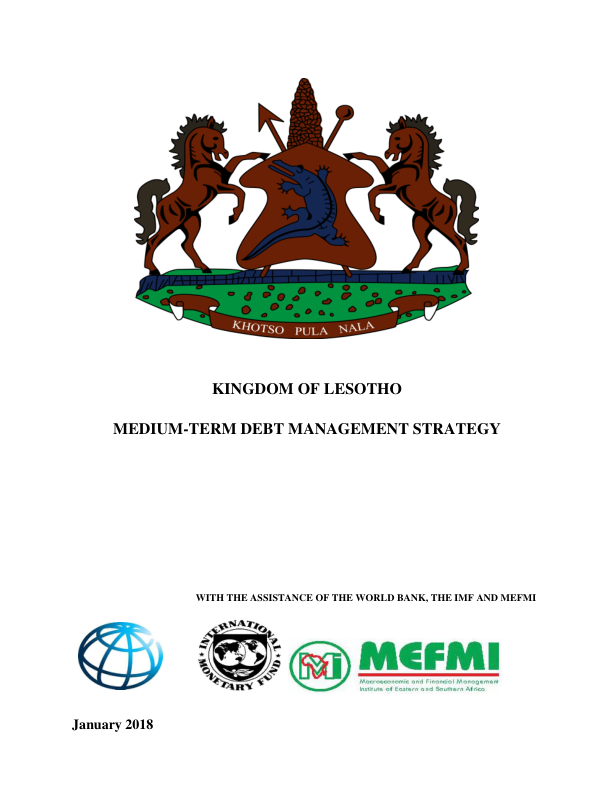 KHOTSO PULA NALA
KINGDOM OF LESOTHO
MEDIUM-TERM DEBT MANAGEMENT STRATEGY
WITH THE ASSISTANCE OF THE WORLD BANK, THE IMF AND MEFMI
INTERNATIONAL
MONETARY FUND
MEFMI
Macroeconomic and Financial Management
Institute of Eastern and Southern Africa
January 2018